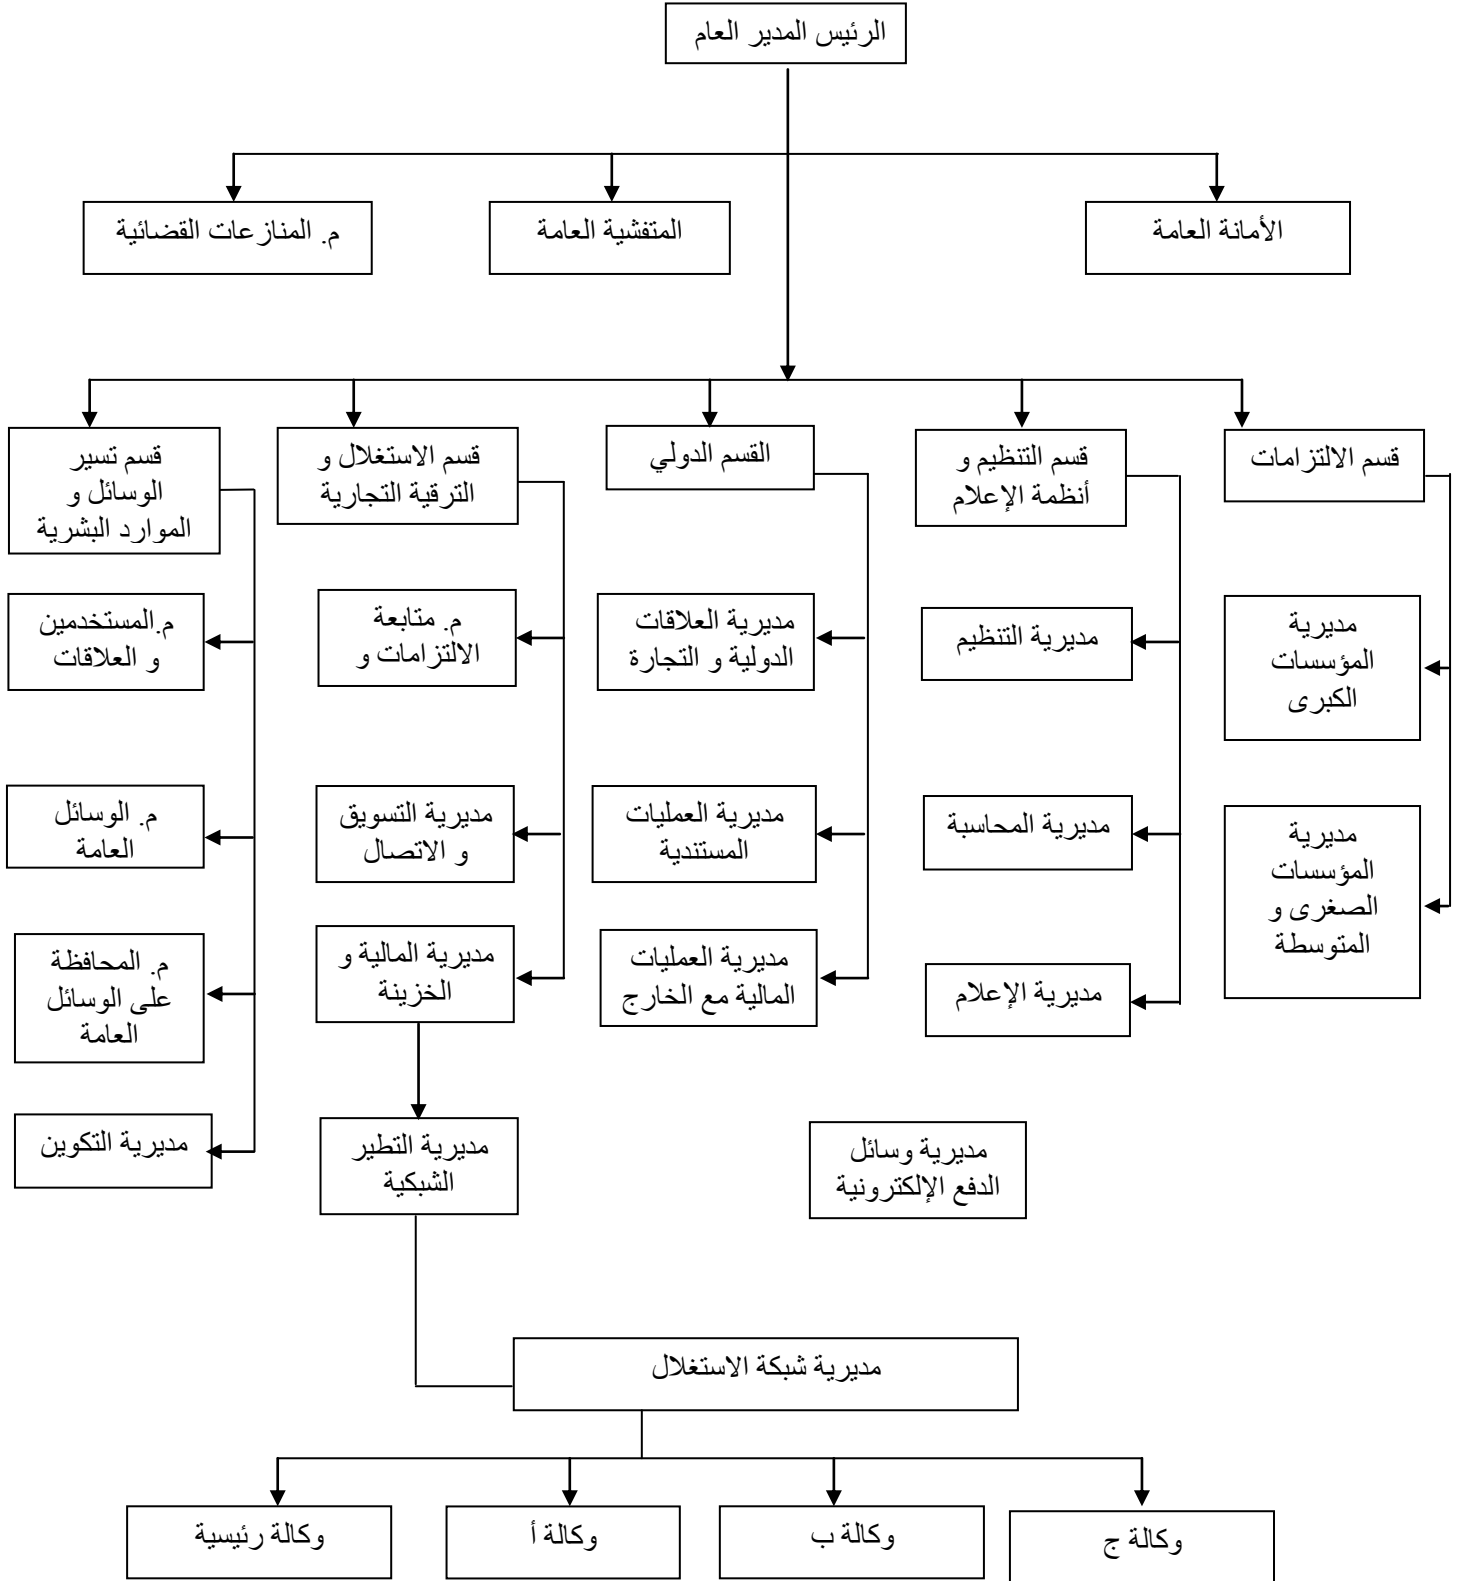 الرئيس المدير العام
الأمانة العامة
المتفشية العامة
م. المنازعات القضائية
قسم الالتزامات
قسم التنظيم و
أنظمة الإعلام
القسم الدولي
قسم الاستغلال و
الترقية التجارية
قسم تسير
الوسائل و
الموارد البشرية
مديرية
المؤسسات
الكبرى
مديرية التنظيم
مديرية العلاقات
الدولية و التجارة
م. متابعة
الالتزامات و
م.المستخدمين
و العلاقات
مديرية
المؤسسات
الصغرى و
المتوسطة
مديرية المحاسبة
مديرية العمليات
المستندية
مديرية التسويق
و الاتصال
م. الوسائل
العامة
مديرية الإعلام
مديرية العمليات
المالية مع الخارج
مديرية المالية و
الخزينة
م. المحافظة
على الوسائل
العامة
مديرية وسائل
الدفع الإلكترونية
مديرية التطير
الشبكية
مديرية التكوين
مديرية شبكة الاستغلال
وكالة ج
وكالة ب
وكالة أ
وكالة رئيسية